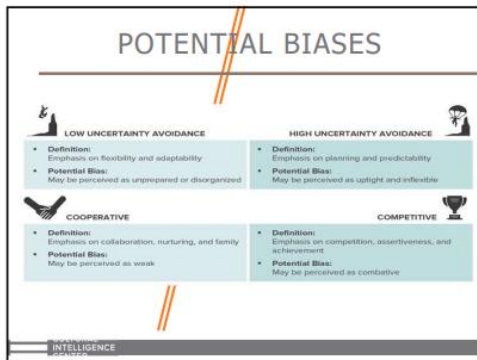 POTENTIAL BIASES
LOW UNCERTAINTY AVOIDANCE
• Definition:
Emphasis on flexibility and adaptability
• Potential Bias:
May be perceived as unprepared or disorganized
HIGH UNCERTAINTY AVOIDANCE
• Definition:
Emphasis on planning and predictability
• Potential Bias:
May be perceived as uptight and inflexible
COOPERATIVE
• Definition:
Emphasis on collaboration, nurturing, and family
• Potential Bias:
May be perceived as weak
COMPETITIVE
• Definition:
Emphasis on competition, assertiveness, and
achievement
• Potential Bias:
May be perceived as combative
CULTURAL
INTELLIGENCE
CENTER